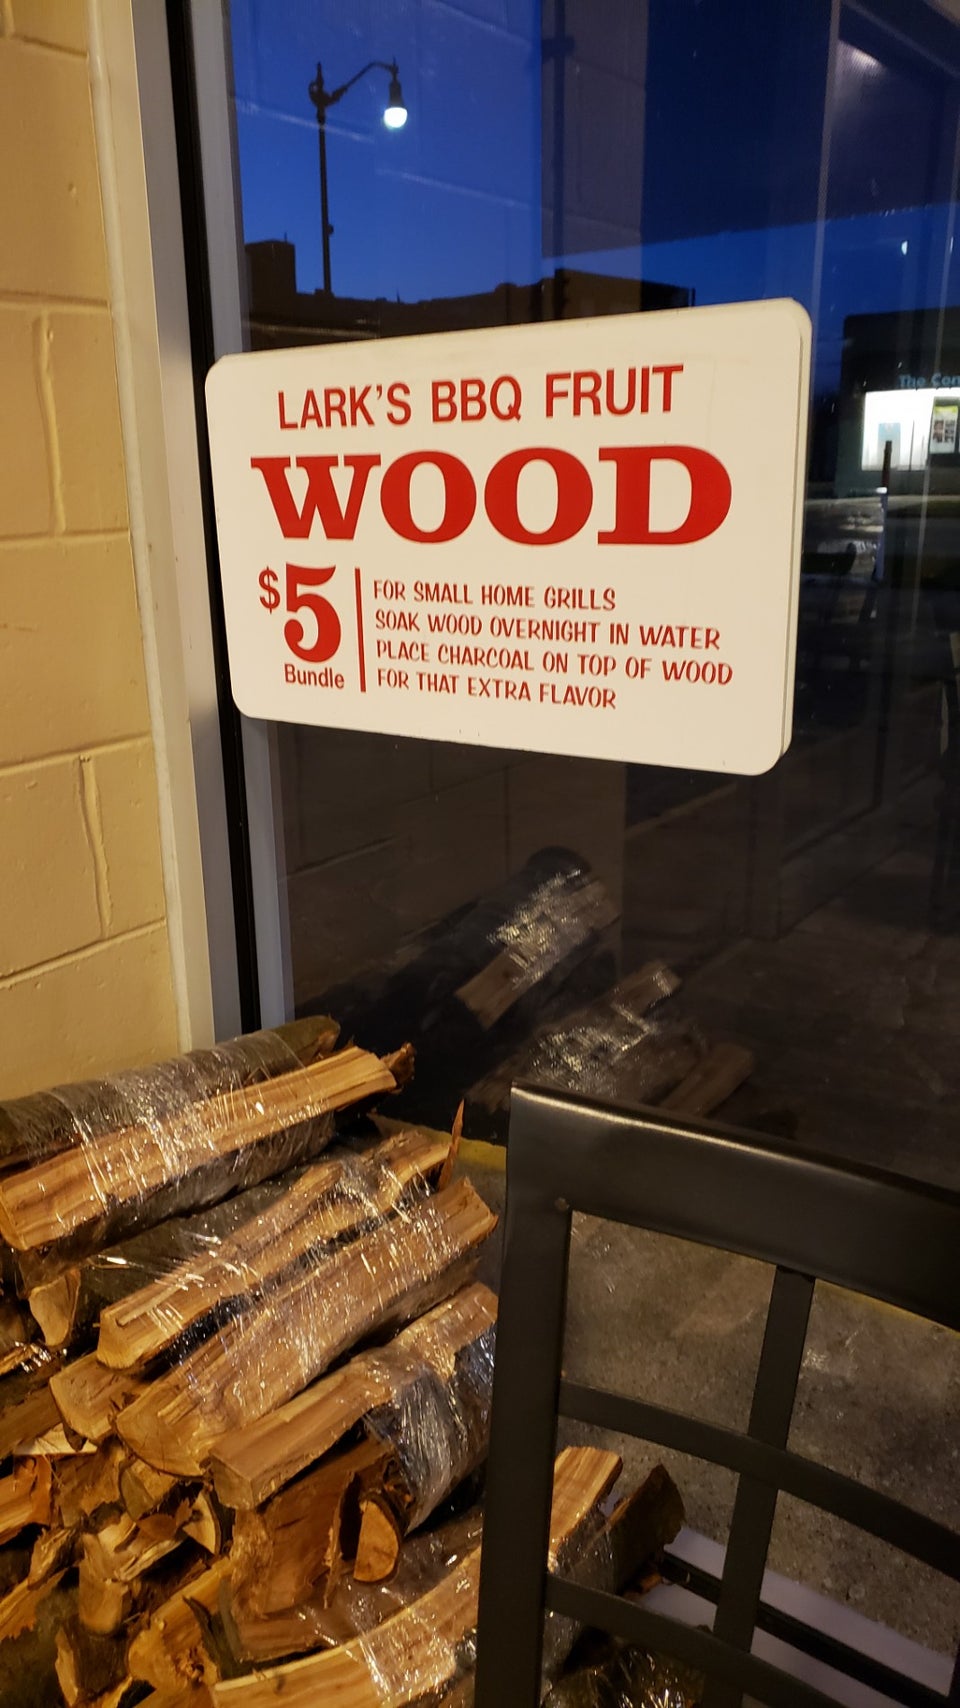 LARK'S BBQ FRUIT
WOOD
$5
Bundle
FOR SMALL HOME GRILLS
SOAK WOOD OVERNIGHT IN WATER
PLACE CHARCOAL ON TOP OF WOOD
FOR THAT EXTRA FLAVOR
The